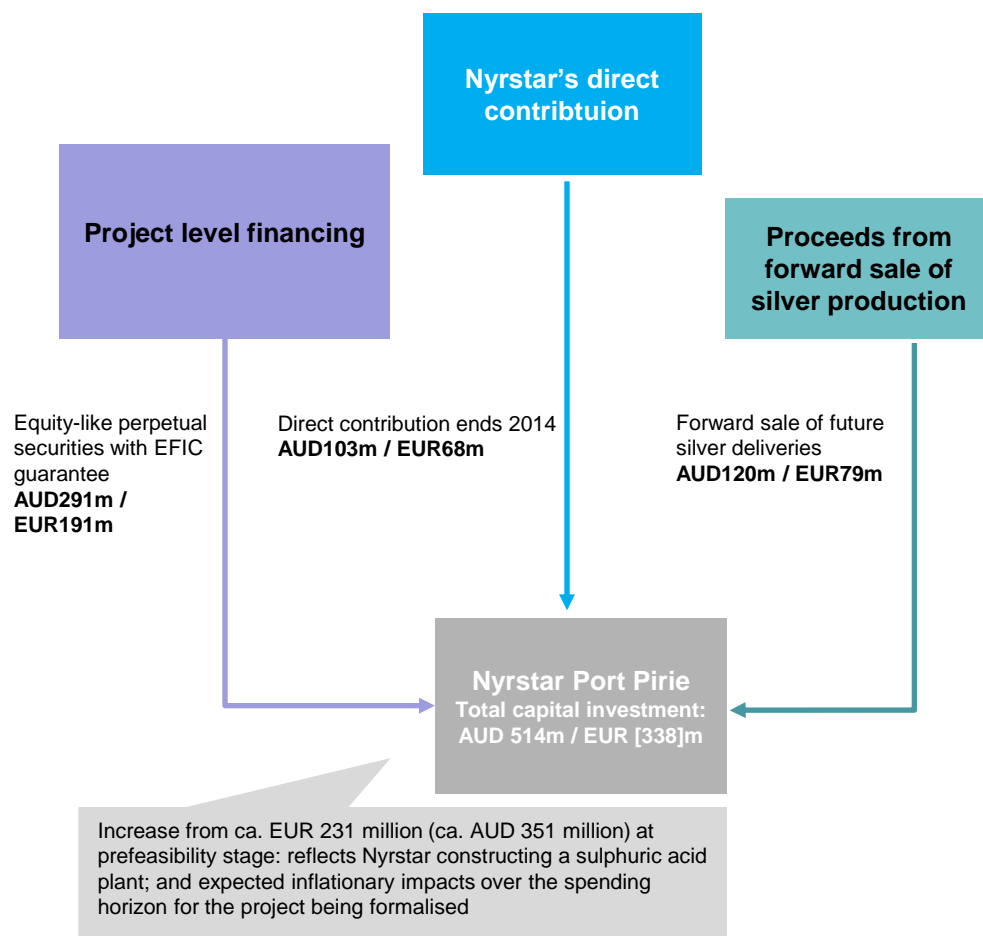 Nyrstar’s direct
contribtuion
Project level financing
Proceeds from
forward sale of
silver production
Equity-like perpetual
securities with EFIC
guarantee
AUD291m /
EUR191m
Direct contribution ends 2014
AUD103m / EUR68m
Forward sale of future
silver deliveries
AUD120m / EUR79m
Nyrstar Port Pirie
Total capital investment:
AUD 514m / EUR [338]m
Increase from ca. EUR 231 million (ca. AUD 351 million) at
prefeasibility stage: reflects Nyrstar constructing a sulphuric acid
plant; and expected inflationary impacts over the spending
horizon for the project being formalised